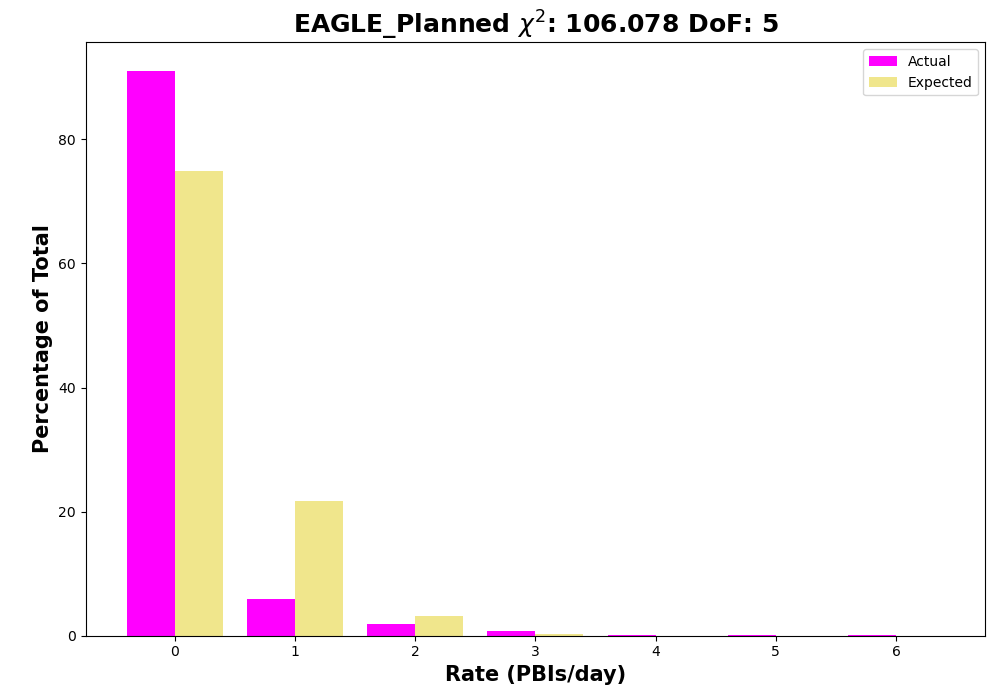 EAGLE_Planned χ²: 106.078 DoF: 5
Actual
Expected
Percentage of Total
80
60
40
20
0
0 1 2 3 4 5 6
Rate (PBIs/day)